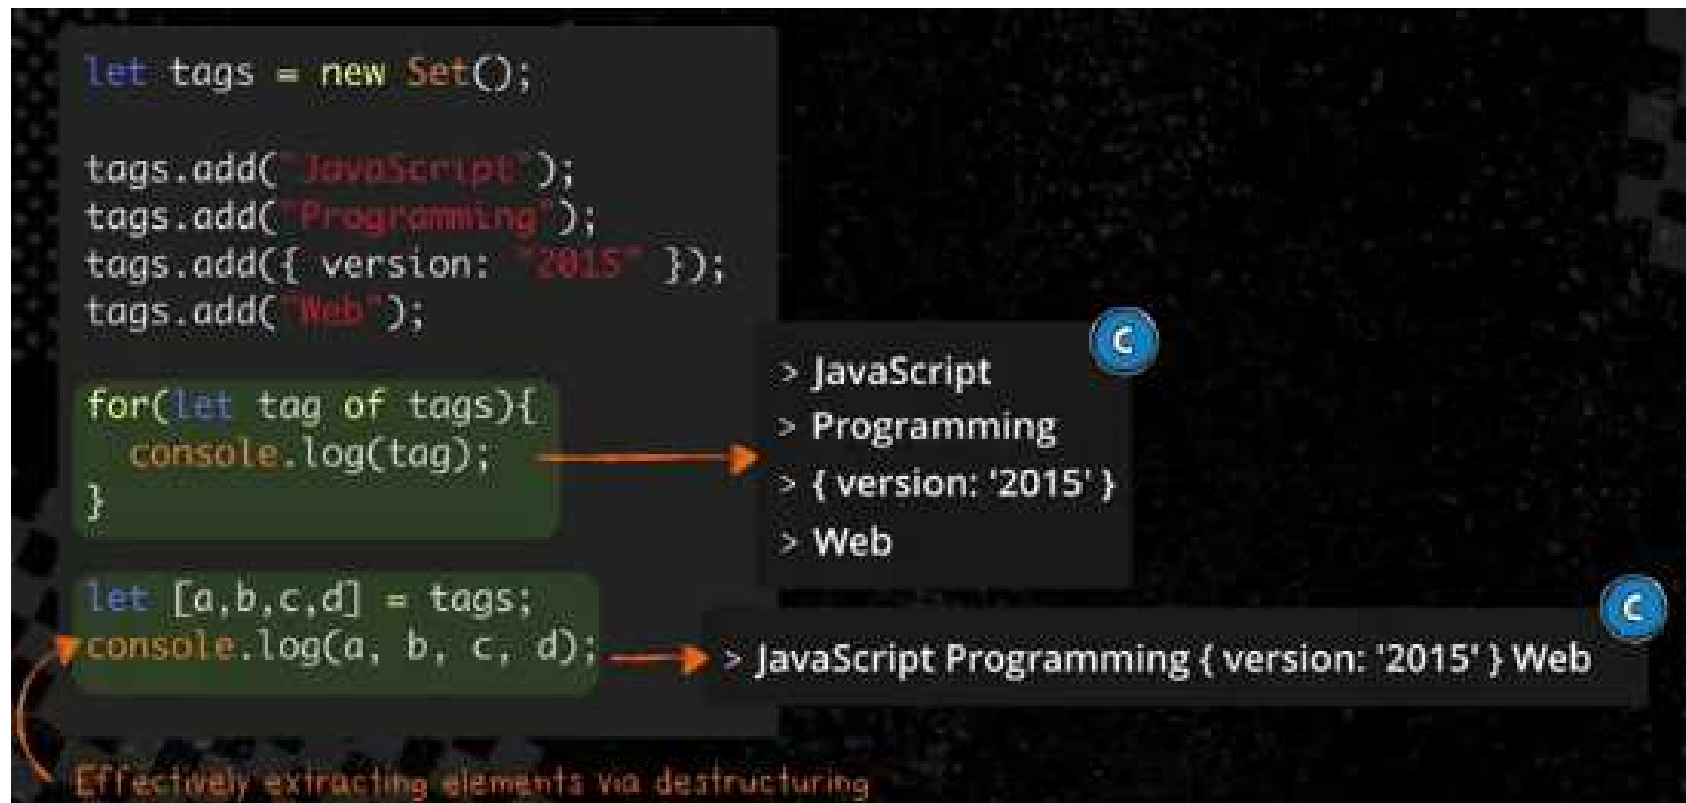 let tags = new Set();
tags.add("JavaScript");
tags.add("Programming");
tags.add({ version: "2015" });
tags.add("Web");
for(let tag of tags){
console.log(tag);
}
> JavaScript
> Programming
> { version: '2015' }
> Web
let [a,b,c,d] = tags;
console.log(a, b, c, d);
> JavaScript Programming { version: '2015' } Web
Effectively extracting elements via destructuring
C
C